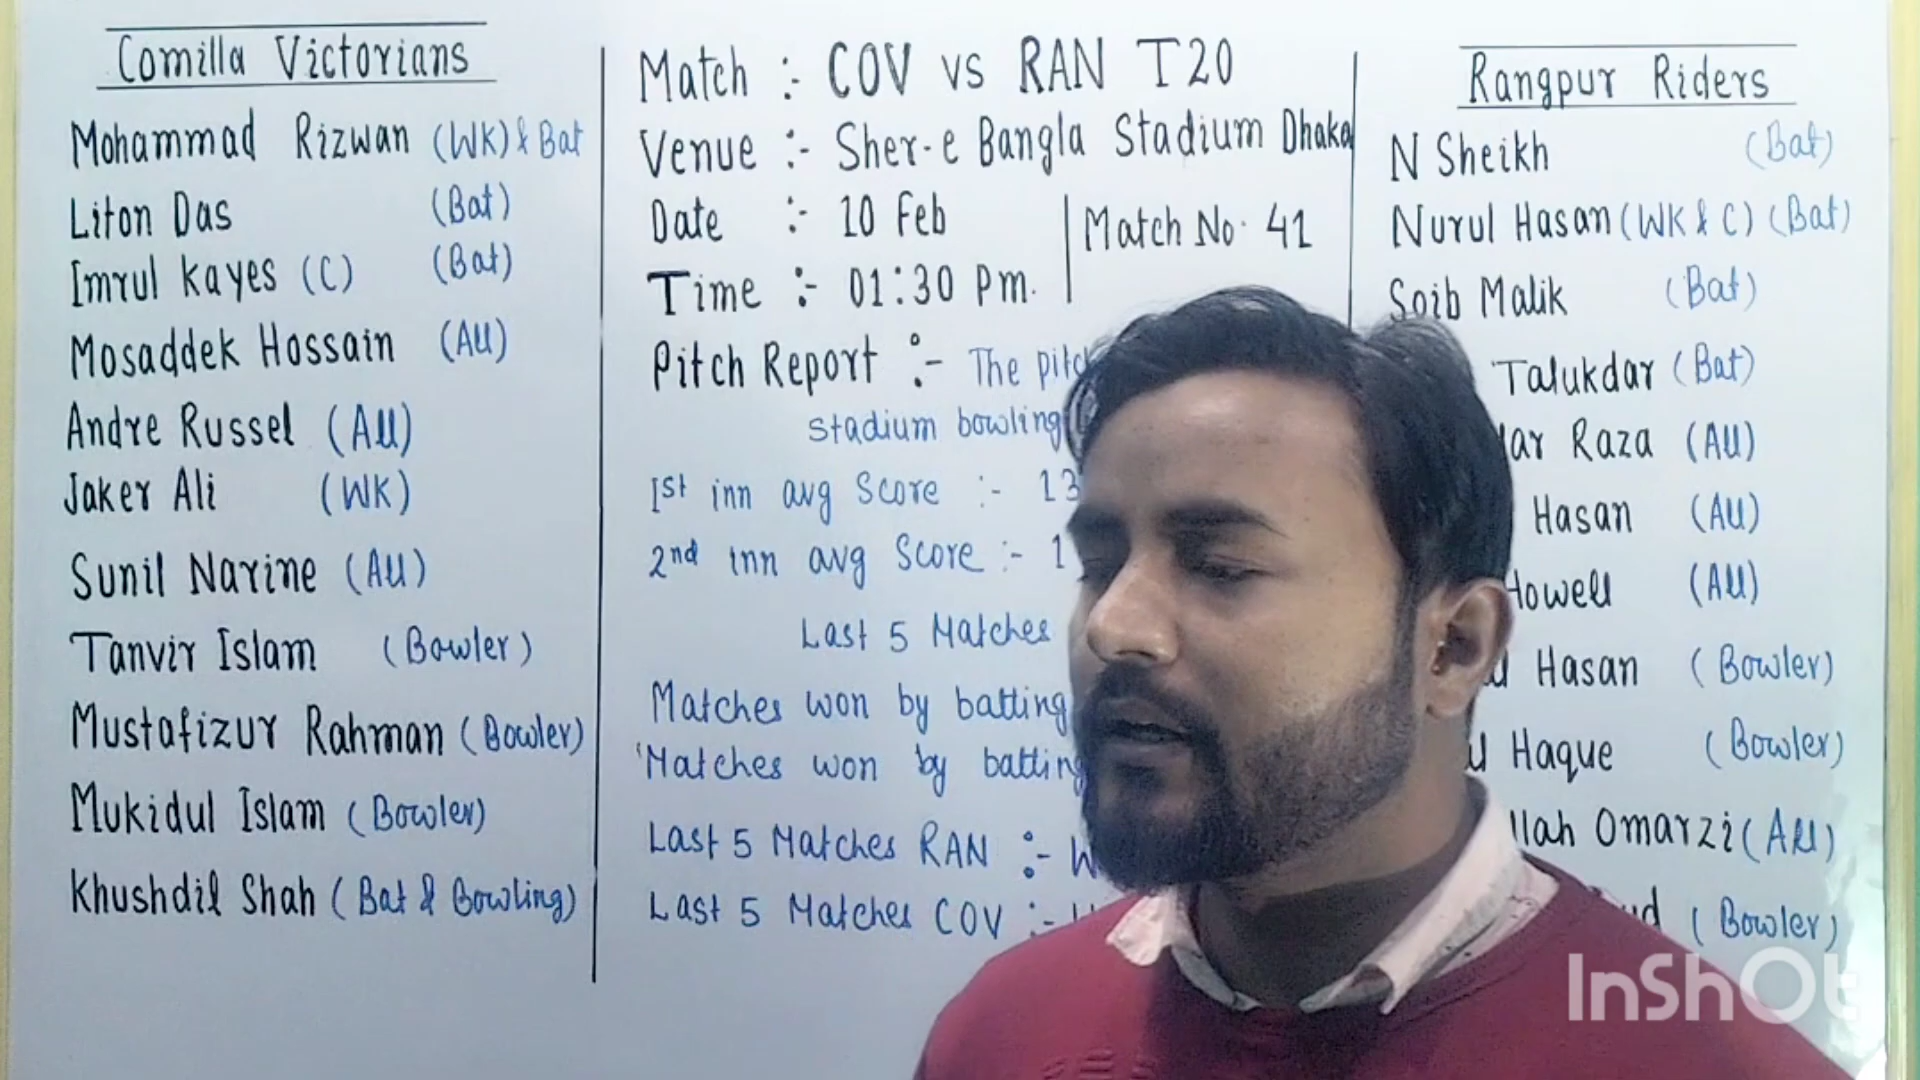 Comilla Victorians
Mohammad Rizwan (WK) & Bat
Liton Das (Bat)
Imrul Kayes (C) (Bat)
Mosaddek Hossain (All)
Andre Russel (All)
Jaker Ali (WK)
Sunil Narine (All)
Tanvir Islam (Bowler)
Mustafizur Rahman (Bowler)
Mukidul Islam (Bowler)
Khushdil Shah (Bat & Bowling)
Match :- COV vs RAN T20
Venue :- Sher-e Bangla Stadium Dhaka
Date :- 10 Feb
Match No. 41
Time :- 01:30 Pm.
Pitch Report :- The
stadium bowling
1st inn avg Score :-
2nd inn avg Score :-
Last 5 Matches
Matches won by batting
Matches won by batting
Last 5 Matches RAN :-
Last 5 Matches COV :-
Rangpur Riders
N Sheikh (Bat)
Nurul Hasan (WK & C) (Bat)
Soib Malik (Bat)
Talukdar (Bat)
Raza (All)
Hasan (All)
Howell (All)
Hasan (Bowler)
Haque (Bowler)
Omarzi (All)
(Bowler)
InShOt